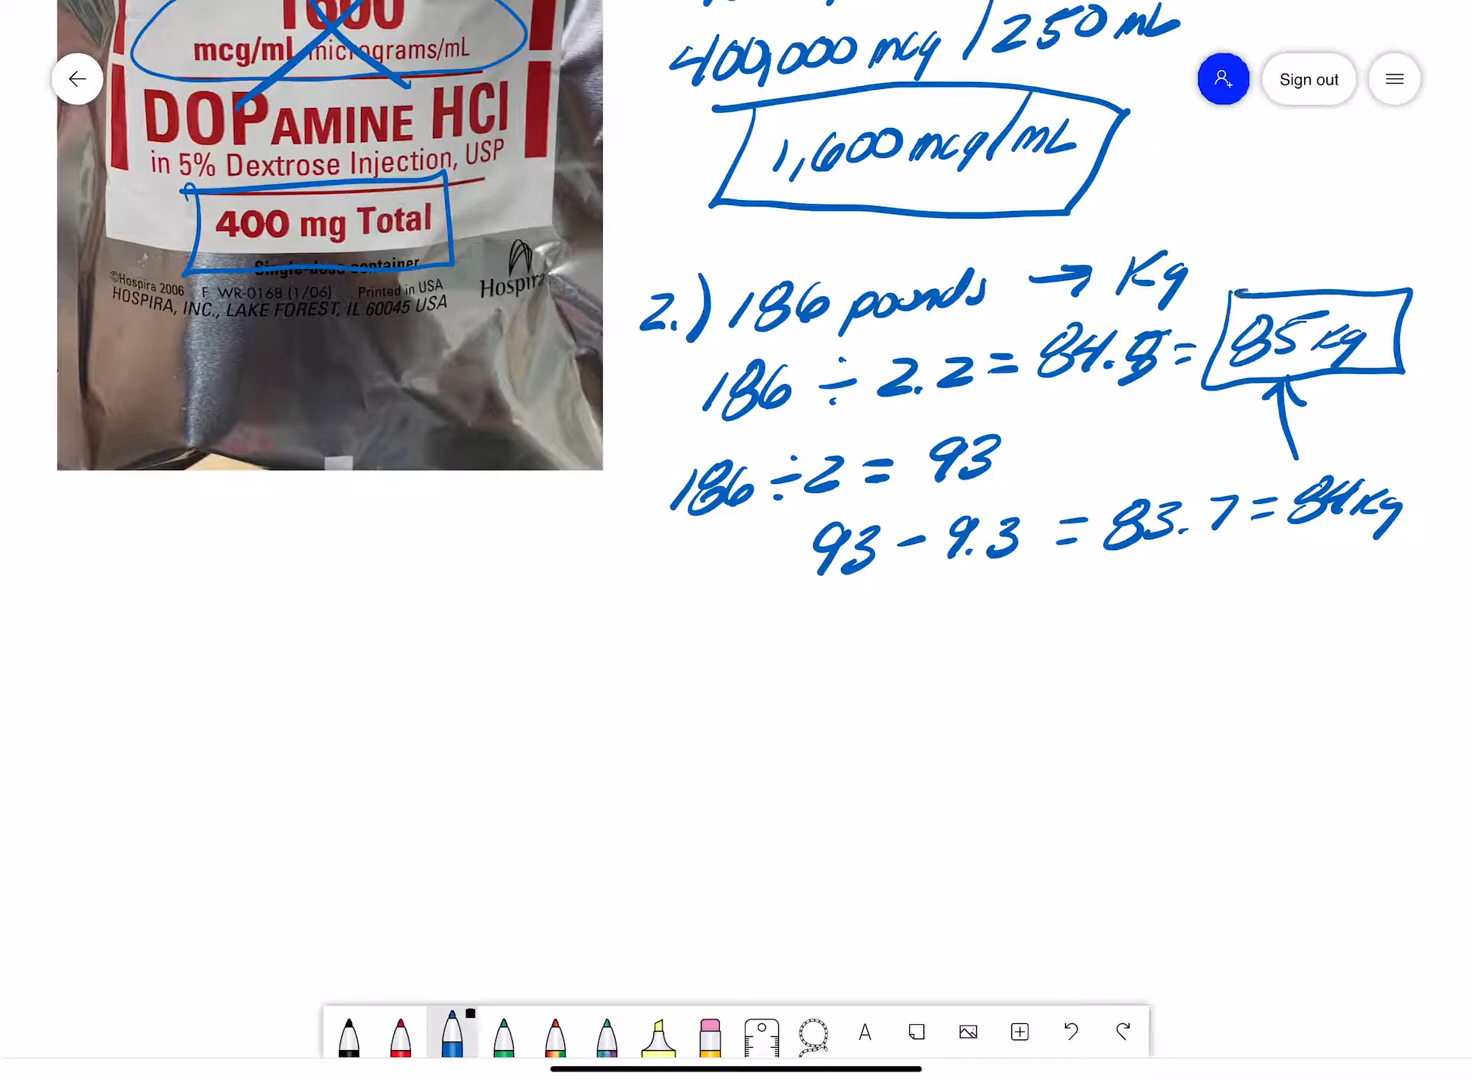 1600
mcg/mL micrograms/mL
DOPAMINE HCl
in 5% Dextrose Injection, USP
400 mg Total
Single-dose container
©Hospira 2006 F WR-0168 (1/06) Printed in USA
HOSPIRA, INC., LAKE FOREST, IL 60045 USA
Hospira
400,000 mcg / 250 mL
1,600 mcg/mL
Sign out
2.) 186 pounds → Kg
186 ÷ 2.2 = 84.5 = 85 kg
186 ÷ 2 = 93
93 - 9.3 = 83.7 = 84 kg
A